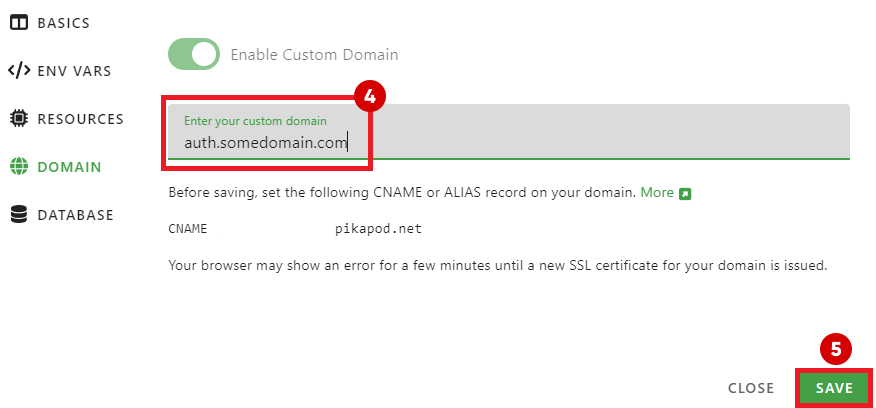 BASICS
Enable Custom Domain
</> ENV VARS
4
Enter your custom domain
RESOURCES
auth.somedomain.com
DOMAIN
Before saving, set the following CNAME or ALIAS record on your domain. More
DATABASE
CNAME pikapod.net
Your browser may show an error for a few minutes until a new SSL certificate for your domain is issued.
5
CLOSE SAVE